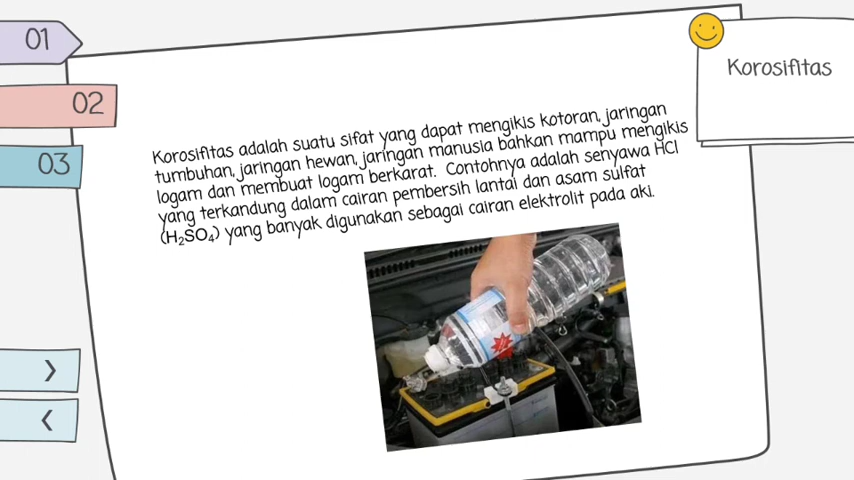 01
02
03
Korosifitas
Korosifitas adalah suatu sifat yang dapat mengikis kotoran, jaringan
tumbuhan, jaringan hewan, jaringan manusia bahkan mampu mengikis
logam dan membuat logam berkarat. Contohnya adalah senyawa HCl
yang terkandung dalam cairan pembersih lantai dan asam sulfat
(H₂SO₄) yang banyak digunakan sebagai cairan elektrolit pada aki.